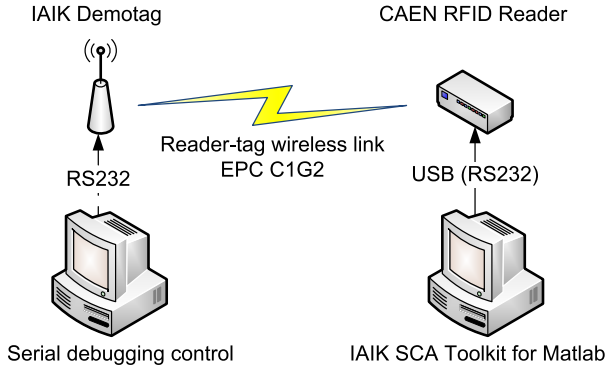 IAIK Demotag
CAEN RFID Reader
Reader-tag wireless link
EPC C1G2
RS232
USB (RS232)
Serial debugging control
IAIK SCA Toolkit for Matlab